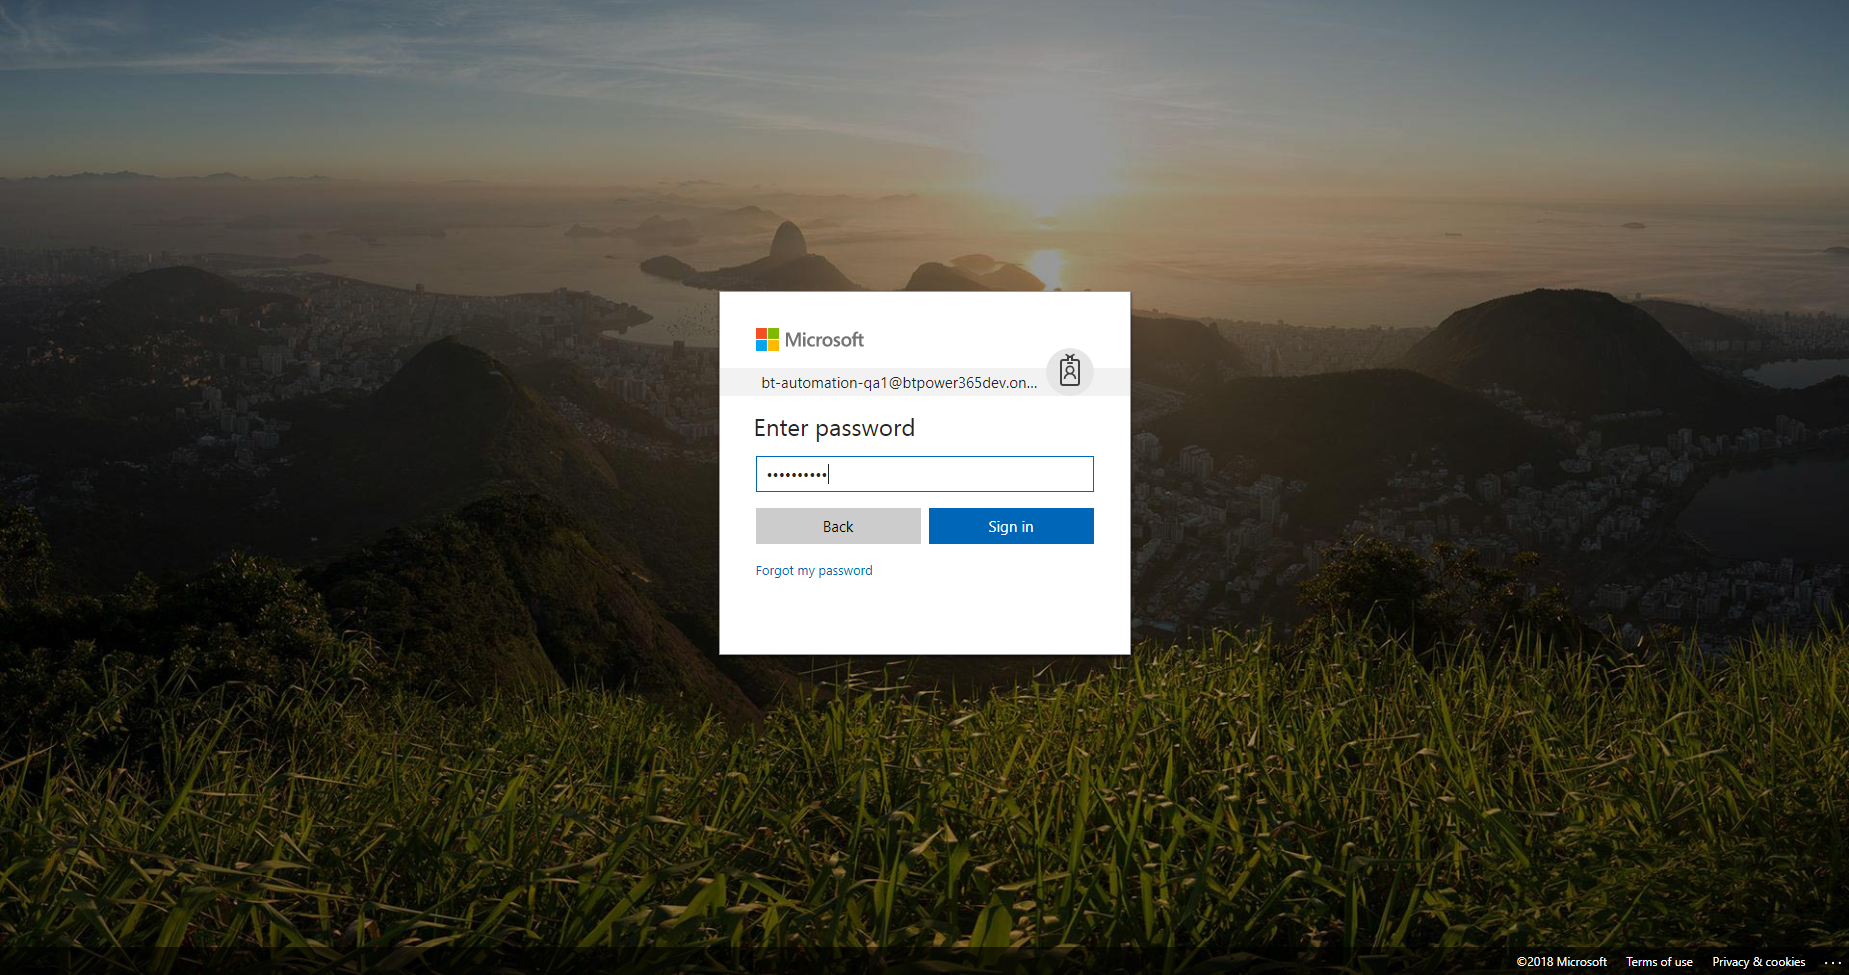 Microsoft
bt-automation-qa1@btpower365dev.on...
Enter password
••••••••••
Back Sign in
Forgot my password
©2018 Microsoft Terms of use Privacy & cookies ...